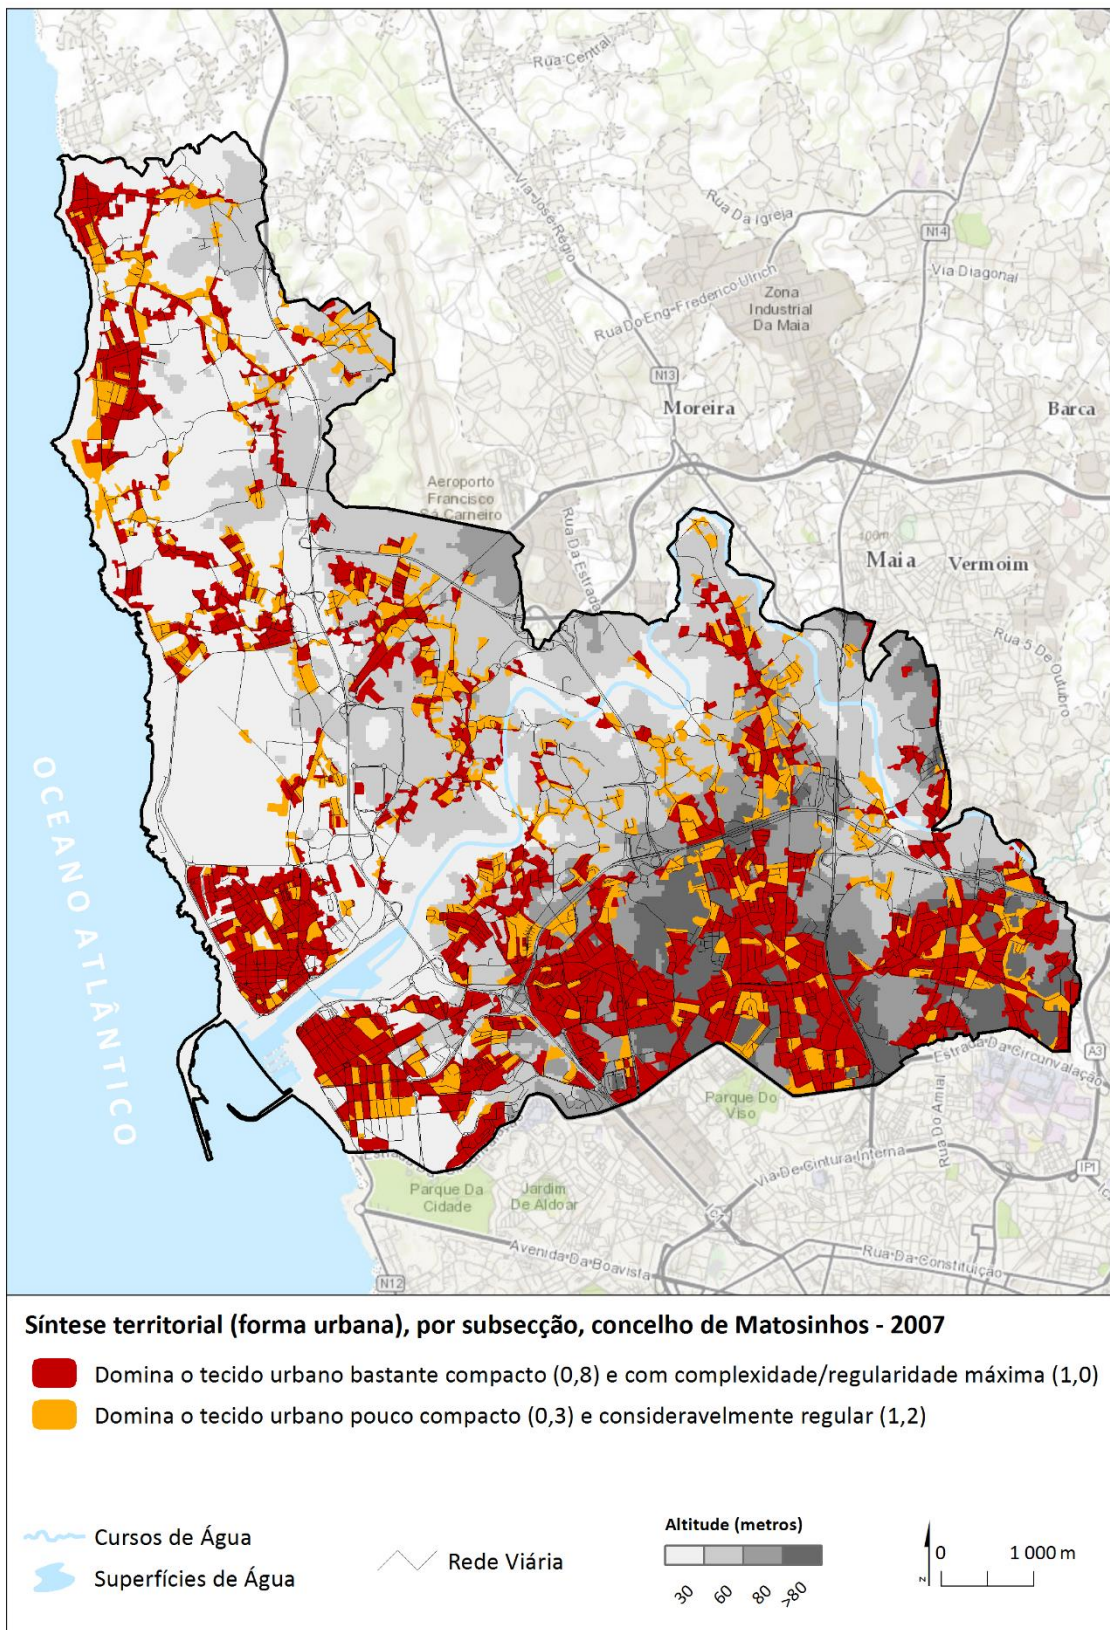 Rua Central
Via José Régio
Rua Da Igreja
N14
Via Diagonal
Rua Do Eng-Frederico Ulrich
Zona
Industrial
Da Maia
N13
Moreira
Barca
Aeroporto
Francisco
Sá Carneiro
Rua Da Estrada
100m
Maia
Vermoim
Rua 5 De Outubro
OCEANO ATLÂNTICO
A3
Estrada Da Circunvalação
Parque Do
Viso
Rua Do Amial
Via De Cintura Interna
IP1
Parque Da
Cidade
Jardim
De Aldoar
Avenida Da Boavista
Rua Da Constituição
N12
Síntese territorial (forma urbana), por subsecção, concelho de Matosinhos - 2007
Domina o tecido urbano bastante compacto (0,8) e com complexidade/regularidade máxima (1,0)
Domina o tecido urbano pouco compacto (0,3) e consideravelmente regular (1,2)
Cursos de Água
Superfícies de Água
Rede Viária
Altitude (metros)
30 60 80 >80
N
0 1 000 m